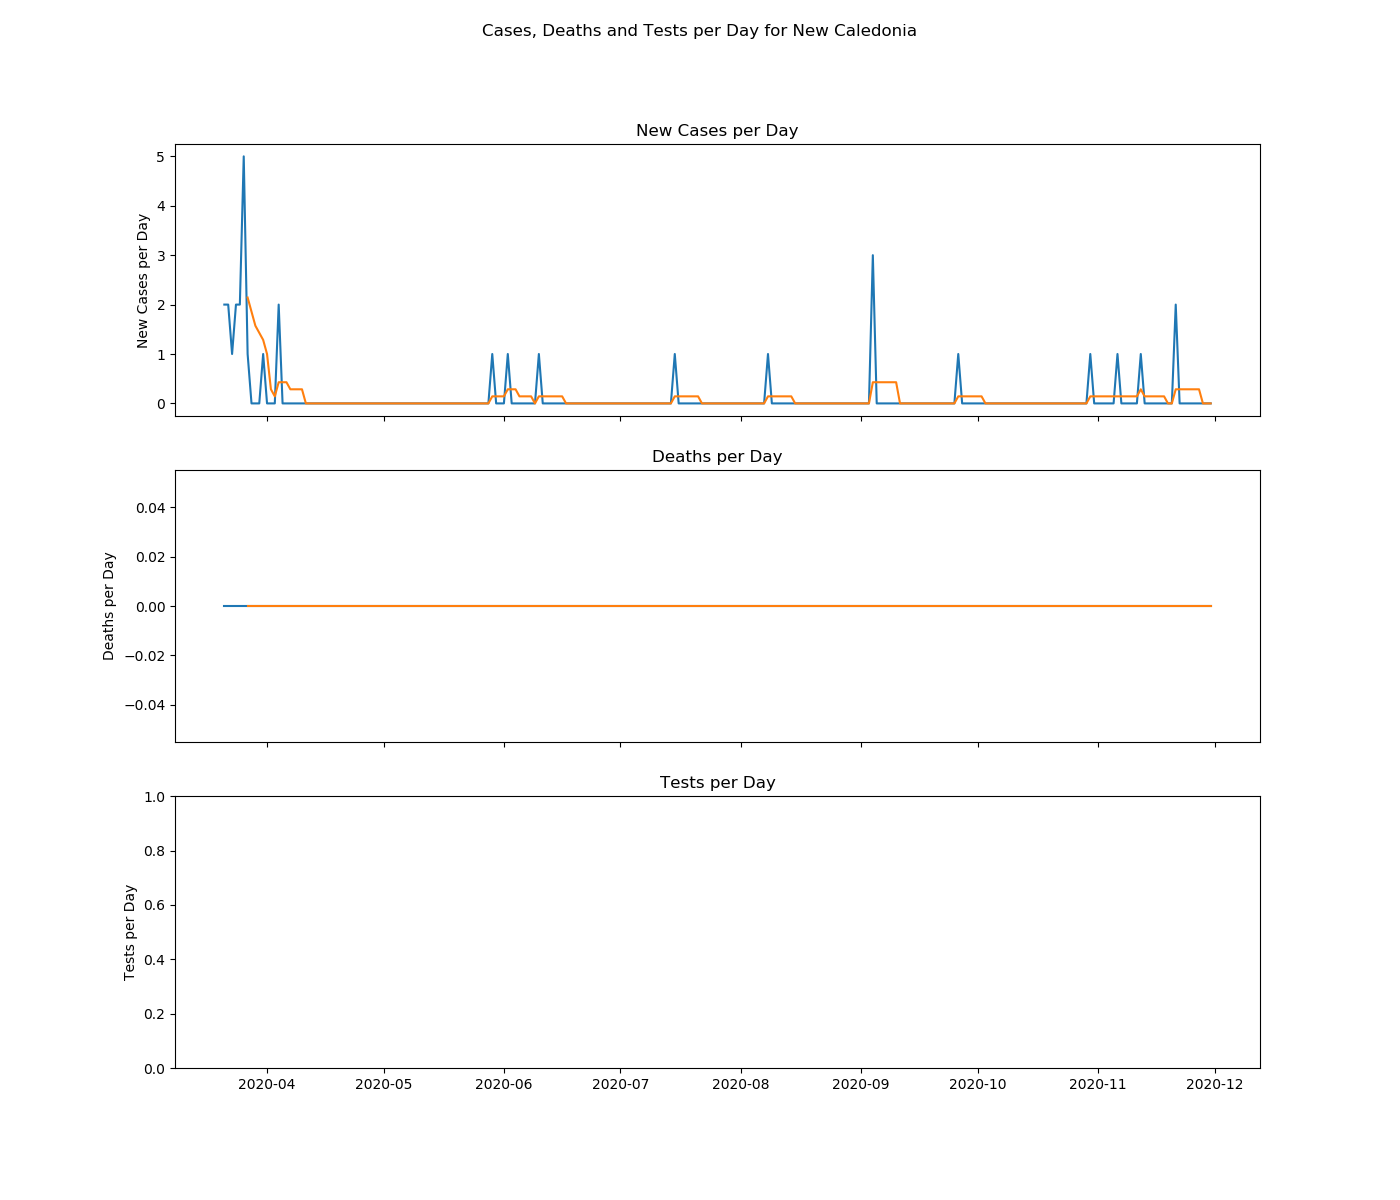 Cases, Deaths and Tests per Day for New Caledonia
New Cases per Day
New Cases per Day
5
4
3
2
1
0
Deaths per Day
Deaths per Day
0.04
0.02
0.00
−0.02
−0.04
Tests per Day
Tests per Day
1.0
0.8
0.6
0.4
0.2
0.0
2020-04 2020-05 2020-06 2020-07 2020-08 2020-09 2020-10 2020-11 2020-12